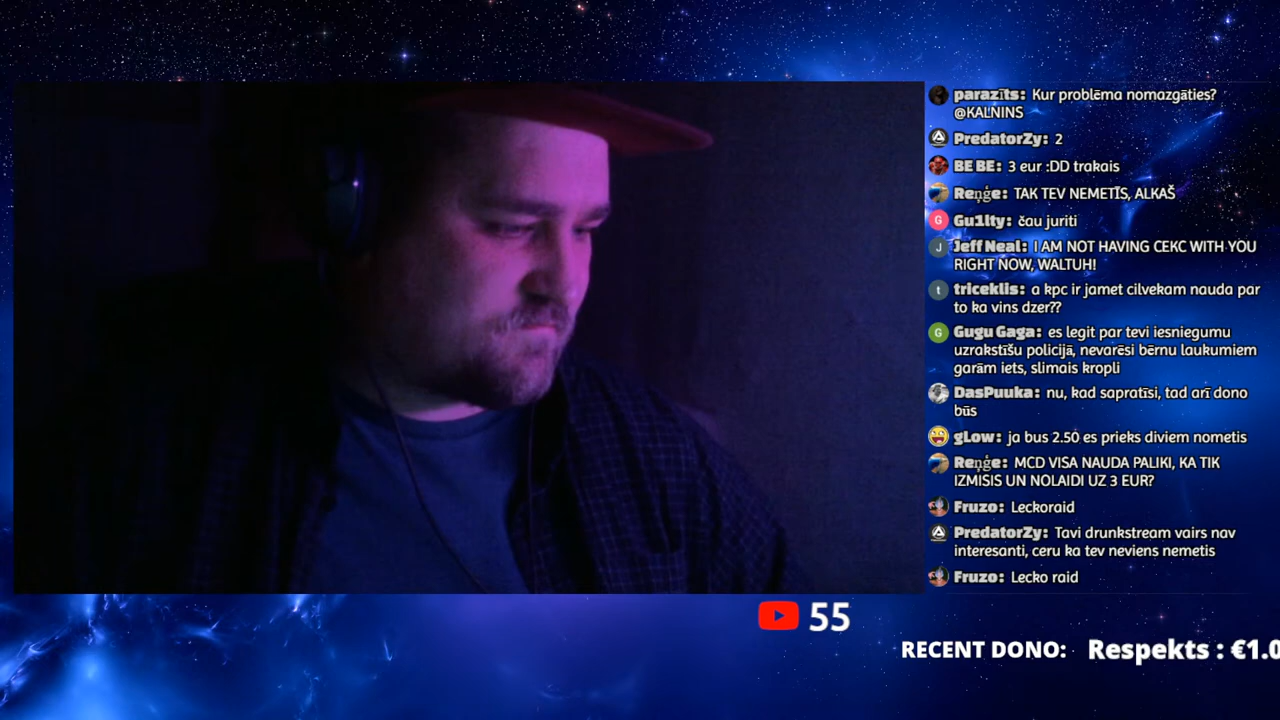 parazīts: Kur problēma nomazgāties?
@KALNINS
PredatorZy: 2
BE BE: 3 eur :DD trakais
Reņģe: TAK TEV NEMETĪS, ALKAŠ
G Gu1lty: čau juriti
J Jeff Neal: I AM NOT HAVING CEKC WITH YOU
RIGHT NOW, WALTUH!
t triceklis: a kpc ir jamet cilvekam nauda par
to ka vins dzer??
G Gugu Gaga: es legit par tevi iesniegumu
uzrakstīšu policijā, nevarēsi bērnu laukumiem
garām iets, slimais kropli
DasPuuka: nu, kad sapratīsi, tad arī dono
būs
gLow: ja bus 2.50 es prieks diviem nometis
Reņģe: MCD VISA NAUDA PALIKI, KA TIK
IZMISIS UN NOLAIDI UZ 3 EUR?
Fruzo: Leckoraid
PredatorZy: Tavi drunkstream vairs nav
interesanti, ceru ka tev neviens nemetis
Fruzo: Lecko raid
55
RECENT DONO: Respekts : €1.0